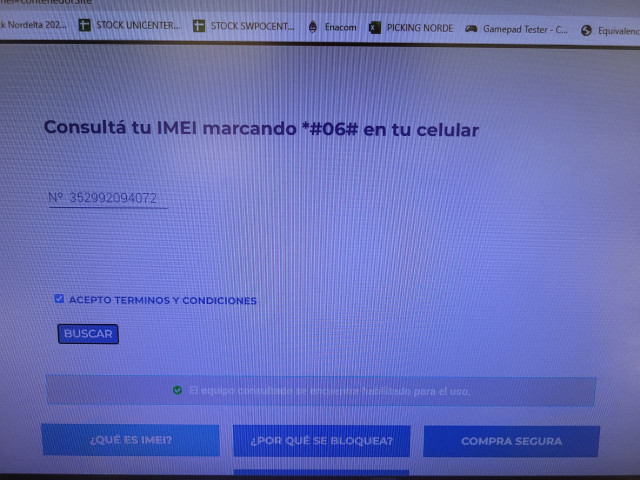 k Nordelta 202... STOCK UNICENTER... STOCK SWPOCENT... Enacom PICKING NORDE Gamepad Tester - C... Equivalenc
Consultá tu IMEI marcando *#06# en tu celular
Nº 352992094072
ACEPTO TERMINOS Y CONDICIONES
BUSCAR
El equipo consultado se encuentra habilitado para el uso.
¿QUÉ ES IMEI? ¿POR QUÉ SE BLOQUEA? COMPRA SEGURA